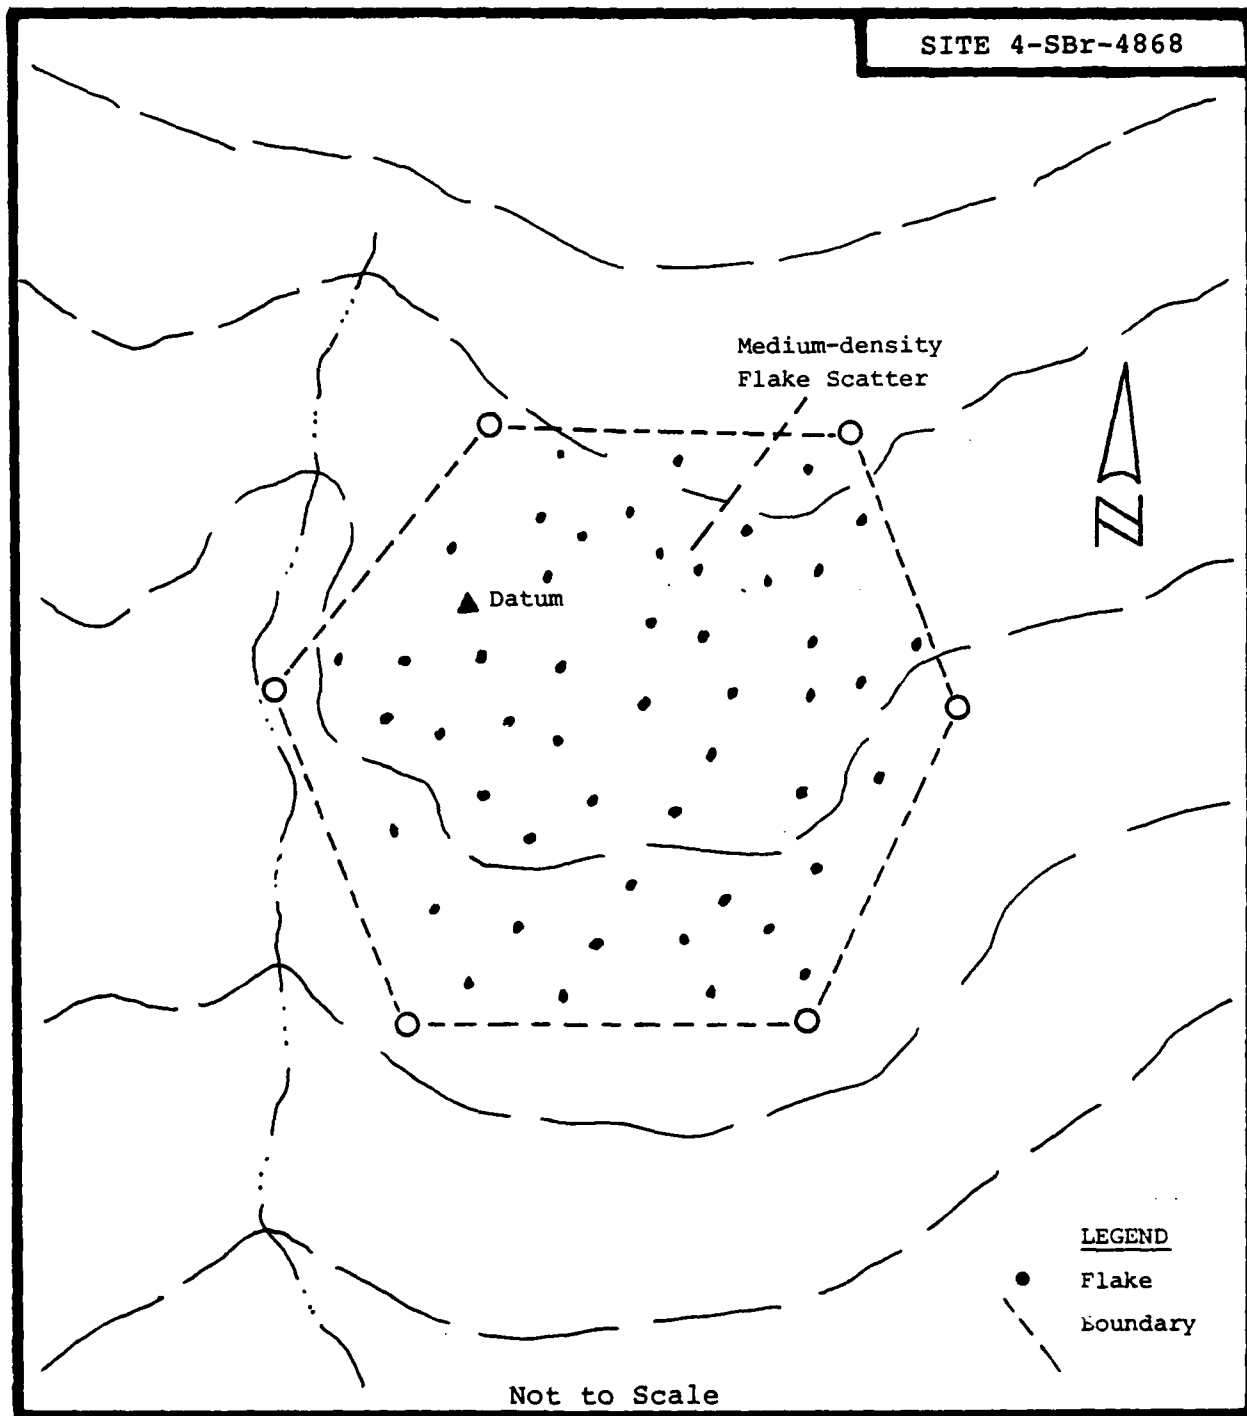 SITE 4-SBr-4868
Medium-density
Flake Scatter
N
Datum
LEGEND
Flake
Boundary
Not to Scale